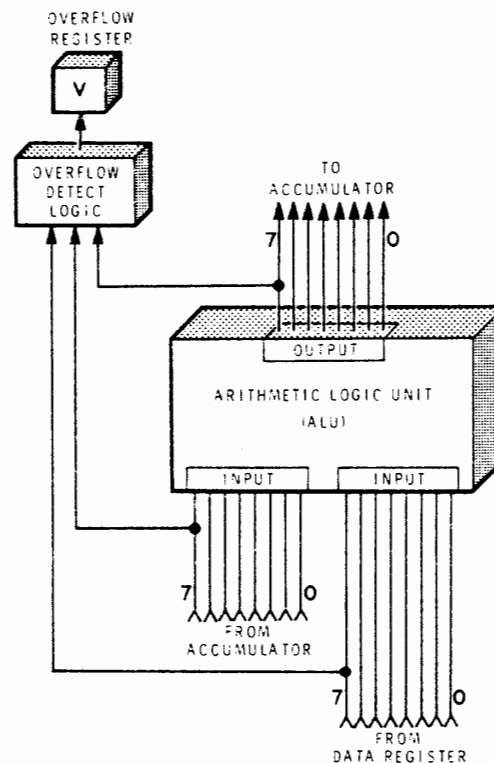 OVERFLOW
REGISTER
V
OVERFLOW
DETECT
LOGIC
TO
ACCUMULATOR
7
0
OUTPUT
ARITHMETIC LOGIC UNIT
(ALU)
INPUT
INPUT
7
0
FROM
ACCUMULATOR
7
0
FROM
DATA REGISTER